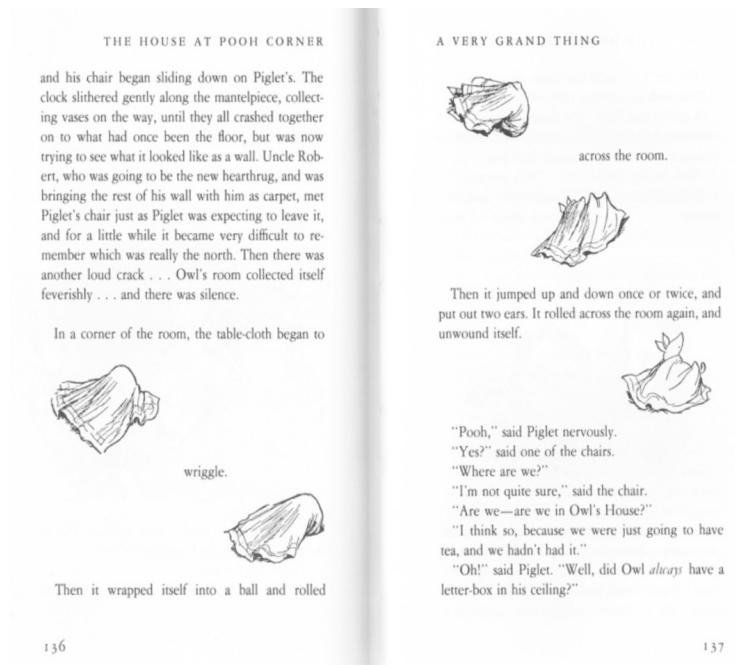 THE HOUSE AT POOH CORNER
and his chair began sliding down on Piglet's. The
clock slithered gently along the mantelpiece, collect-
ing vases on the way, until they all crashed together
on to what had once been the floor, but was now
trying to see what it looked like as a wall. Uncle Rob-
ert, who was going to be the new hearthrug, and was
bringing the rest of his wall with him as carpet, met
Piglet's chair just as Piglet was expecting to leave it,
and for a little while it became very difficult to re-
member which was really the north. Then there was
another loud crack . . . Owl's room collected itself
feverishly . . . and there was silence.
In a corner of the room, the table-cloth began to
wriggle.
Then it wrapped itself into a ball and rolled
136
A VERY GRAND THING
across the room.
Then it jumped up and down once or twice, and
put out two ears. It rolled across the room again, and
unwound itself.
"Pooh," said Piglet nervously.
"Yes?" said one of the chairs.
"Where are we?"
"I'm not quite sure," said the chair.
"Are we—are we in Owl's House?"
"I think so, because we were just going to have
tea, and we hadn't had it."
"Oh!" said Piglet. "Well, did Owl always have a
letter-box in his ceiling?"
137